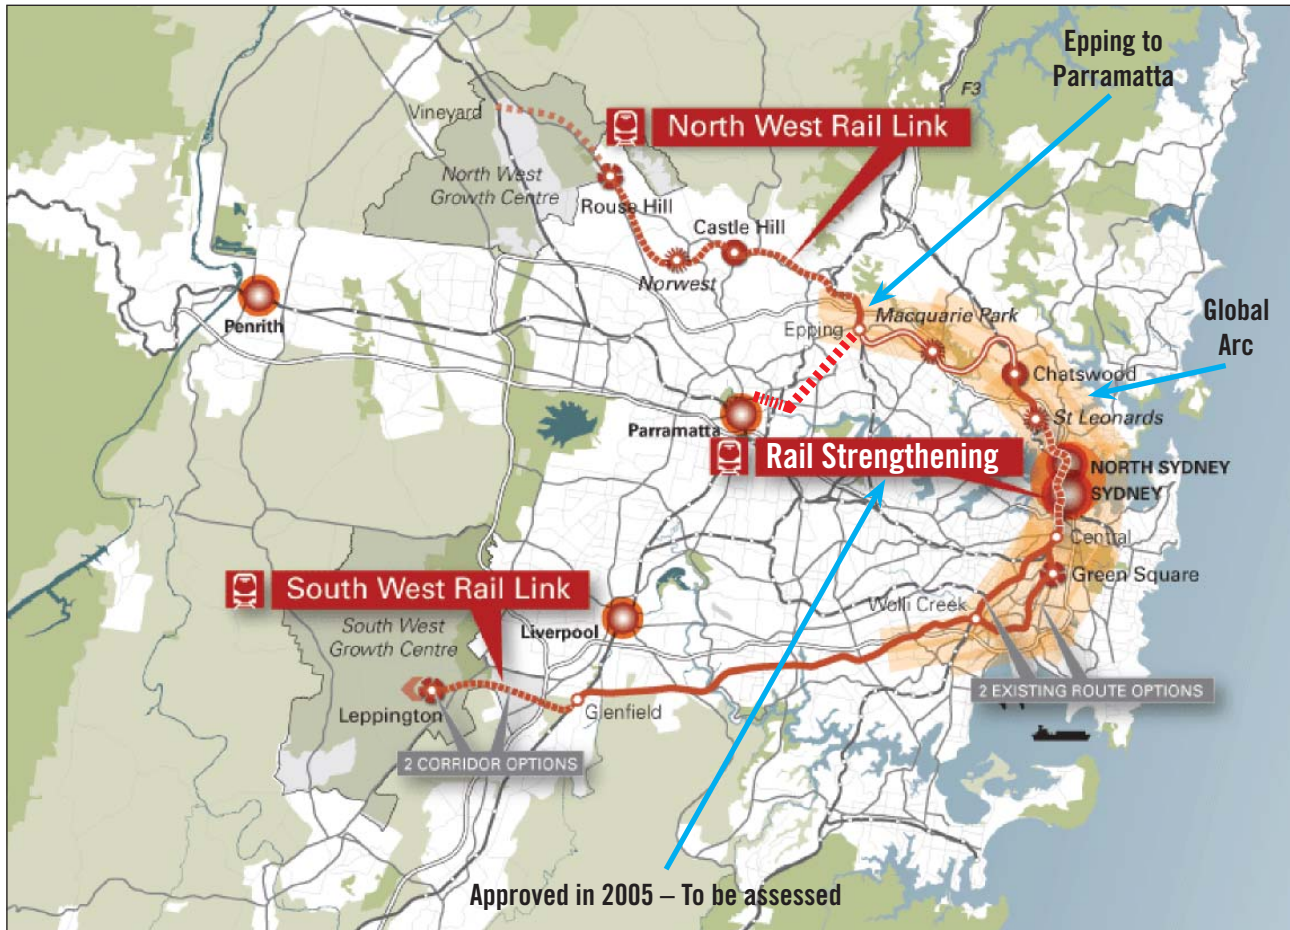 Epping to
Parramatta
F3
Vineyard
North West Rail Link
North West
Growth Centre
Rouse Hill
Castle Hill
Norwest
Penrith
Epping
Macquarie Park
Global
Arc
Chatswood
St Leonards
Parramatta
Rail Strengthening
NORTH SYDNEY
SYDNEY
Central
Green Square
South West Rail Link
Wolli Creek
Liverpool
South West
Growth Centre
2 EXISTING ROUTE OPTIONS
Leppington
Glenfield
2 CORRIDOR OPTIONS
Approved in 2005 – To be assessed